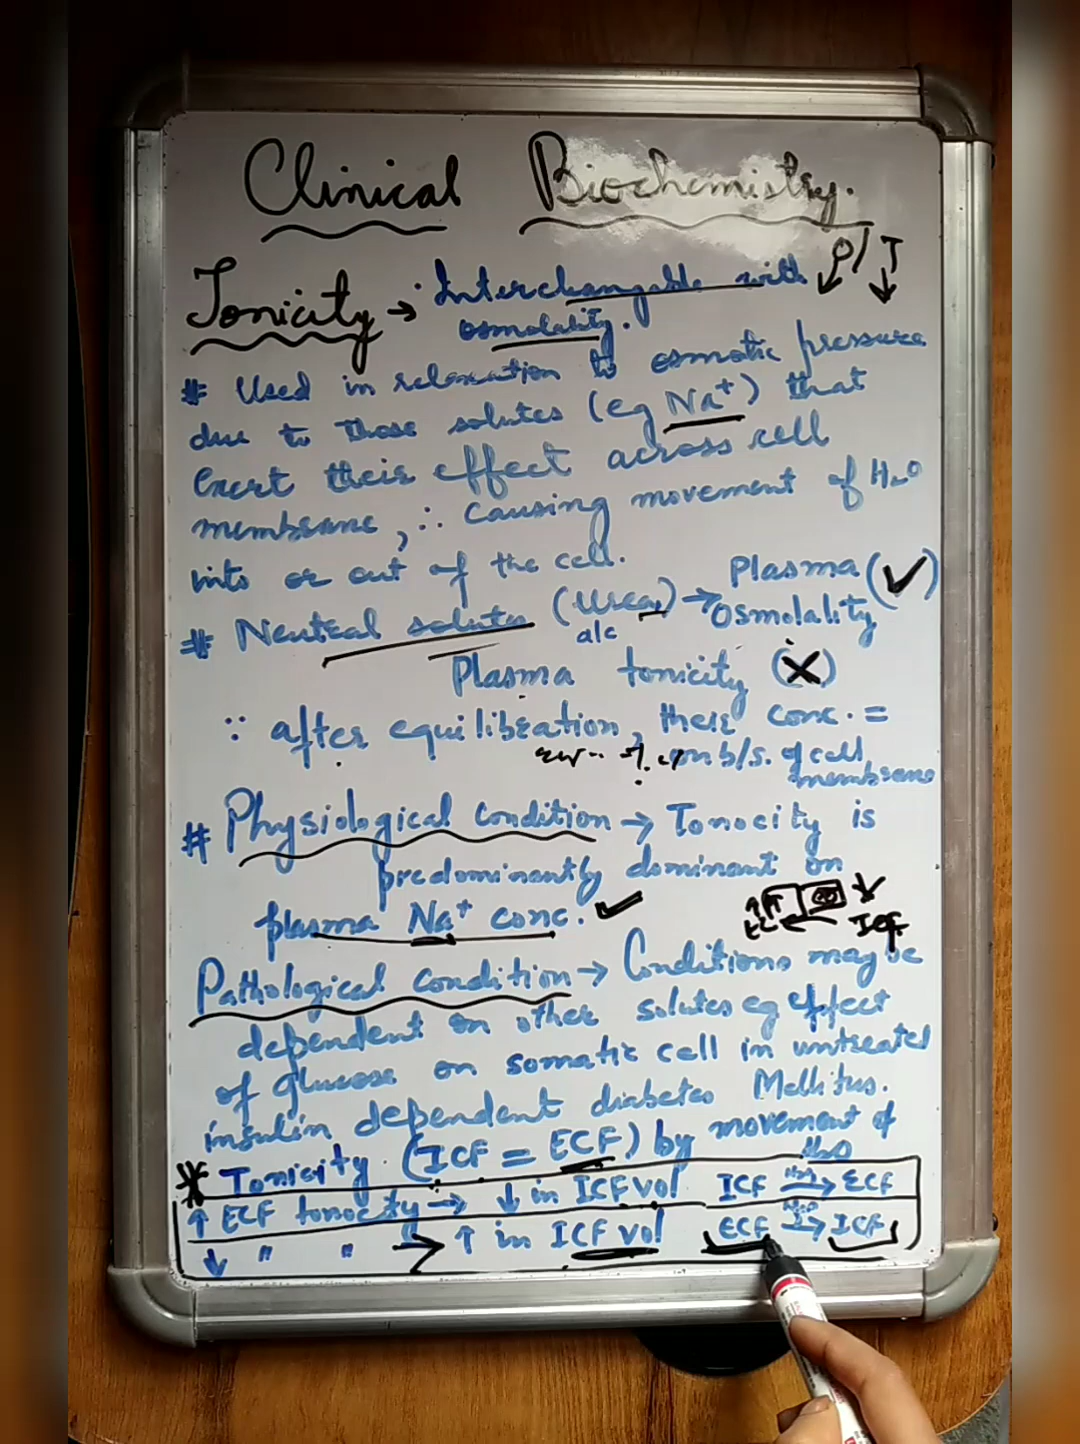 Clinical Biochemistry.
Tonicity → Interchangeable with
osmolality.
O/T
# Used in relaxation to osmotic pressure
due to those solutes (eg Na⁺) that
Exert their effect across cell
membrane, ∴ causing movement of H₂O
into or out of the cell.
# Neutral solutes (Urea) → Plasma (✓)
a/c Osmolality
Plasma tonicity (X)
∵ after equilibration, their conc. =
on b/s. of cell
membrane
# Physiological Condition → Tonocity is
predominantly dominant on
plasma Na⁺ conc. ✓
ICF
Pathological condition → Conditions may be
dependent on other solutes eg effect
of glucose on somatic cell in untreated
insulin dependent diabetes Mellitus.
* Tonicity (ICF = ECF) by movement of
H₂O
↑ ECF tonocity → ↓ in ICF vol ICF → ECF
↓ " " → ↑ in ICF vol ECF → ICF